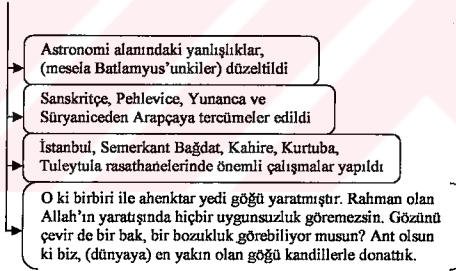 Astronomi alanındaki yanlışlıklar,
(mesela Batlamyus'unkiler) düzeltildi
Sanskritçe, Pehlevice, Yunanca ve
Süryaniceden Arapçaya tercümeler edildi
İstanbul, Semerkant Bağdat, Kahire, Kurtuba,
Tuleytula rasathanelerinde önemli çalışmalar yapıldı
O ki birbiri ile ahenktar yedi göğü yaratmıştır. Rahman olan
Allah'ın yaratışında hiçbir uygunsuzluk göremezsin. Gözünü
çevir de bir bak, bir bozukluk görebiliyor musun? Ant olsun
ki biz, (dünyaya) en yakın olan göğü kandillerle donattık.